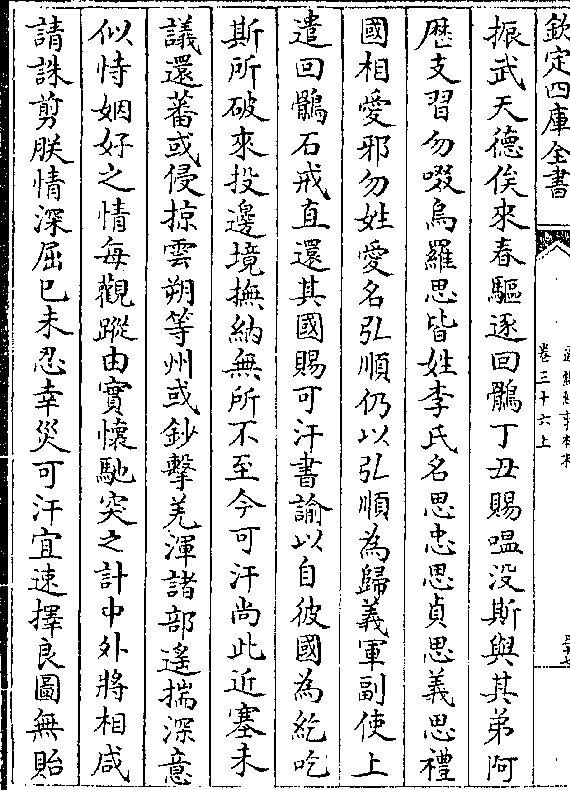 欽定四庫全書
卷三十六上
振武天德俟來春驅逐回鶻丁丑賜嗢没斯與其弟阿
歴支習勿啜烏羅思皆姓李氏名思忠思貞思義思禮
國相愛邪勿姓愛名弘順仍以弘順為歸義軍副使上
遣回鶻石戒直還其國賜可汗書諭以自彼國為紇吃
斯所破來投邊境撫納無所不至今可汗尚此近塞未
議還蕃或侵掠雲朔等州或鈔擊羌渾諸部遙揣深意
似恃姻好之情每觀蹤由實懷馳突之計中外將相咸
請誅剪朕情深屈已未忍幸災可汗宜速擇良圖無貽